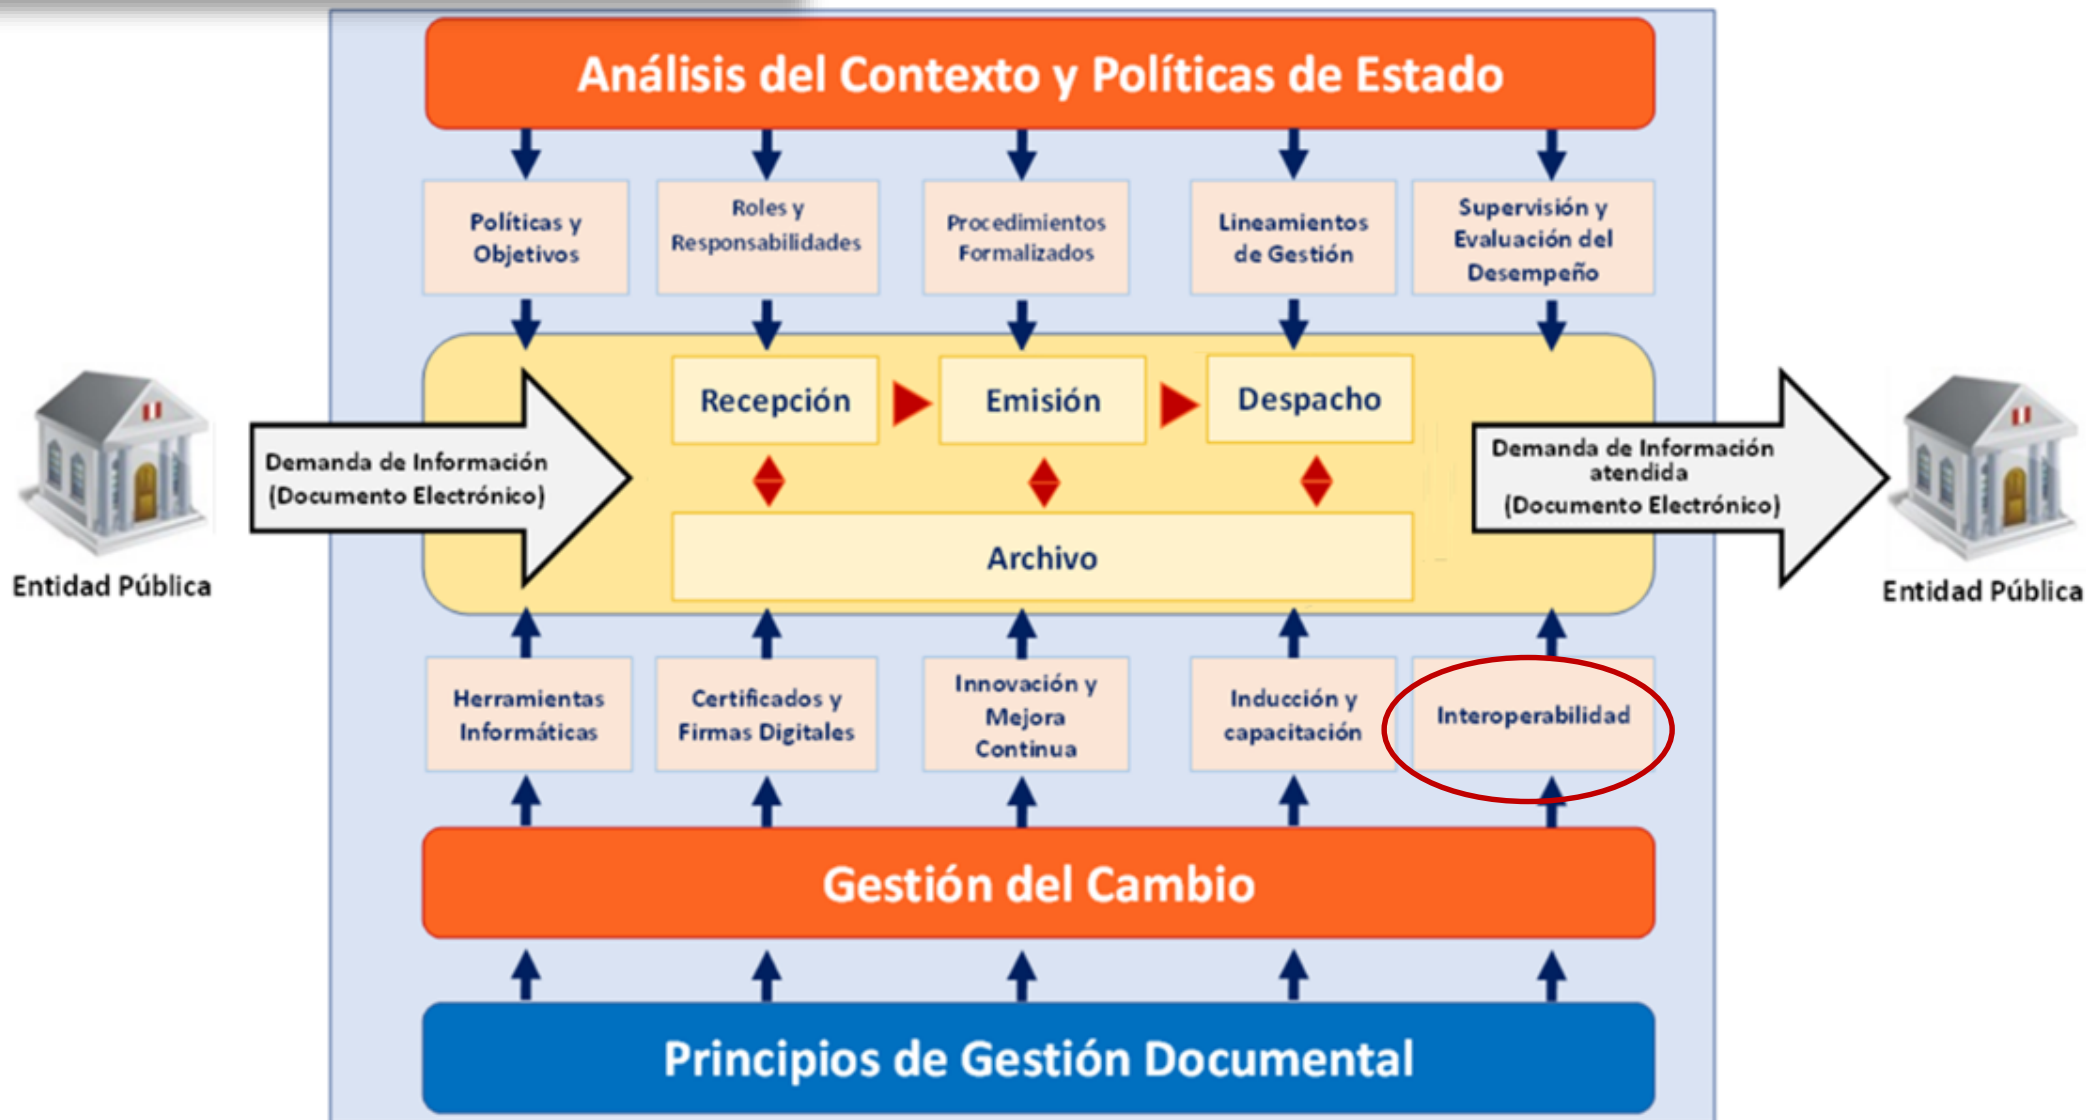 Análisis del Contexto y Políticas de Estado
Políticas y
Objetivos
Roles y
Responsabilidades
Procedimientos
Formalizados
Lineamientos
de Gestión
Supervisión y
Evaluación del
Desempeño
Recepción
Emisión
Despacho
Demanda de Información
(Documento Electrónico)
Demanda de Información
atendida
(Documento Electrónico)
Archivo
Entidad Pública
Entidad Pública
Herramientas
Informáticas
Certificados y
Firmas Digitales
Innovación y
Mejora
Continua
Inducción y
capacitación
Interoperabilidad
Gestión del Cambio
Principios de Gestión Documental